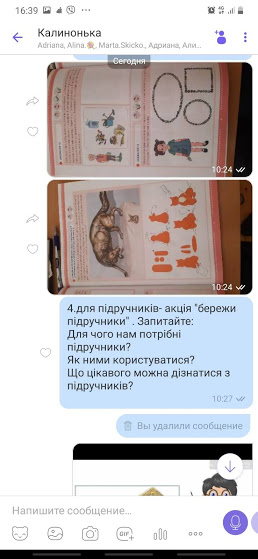 16:39
Калинонька
Adriana, Alina.🎨, Marta.Skicko, Адриана, Али...
Сегодня
10:24
10:24
4.для підручників- акція "бережи
підручники" . Запитайте:
Для чого нам потрібні
підручники?
Як ними користуватися?
Що цікавого можна дізнатися з
підручників?
10:27
Вы удалили сообщение
Напишите сообщение...
GIF